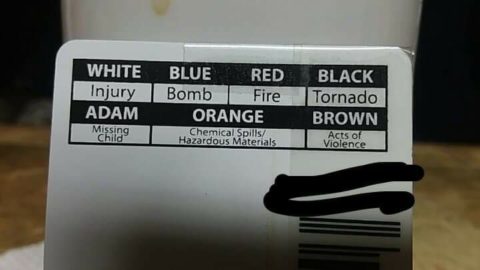 WHITE BLUE RED BLACK
Injury Bomb Fire Tornado
ADAM ORANGE BROWN
Missing Chemical Spills/ Acts of
Child Hazardous Materials Violence